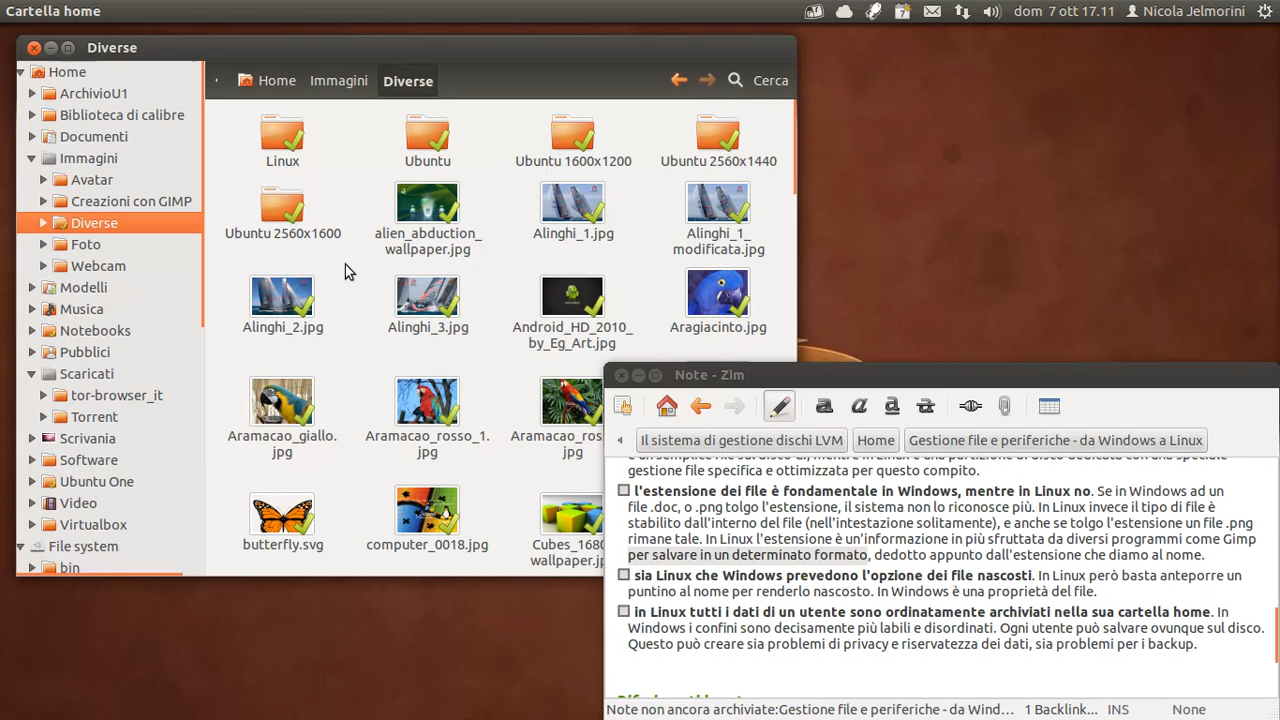 Cartella home
dom 7 ott 17.11
Nicola Jelmorini
Diverse
Home
ArchivioU1
Biblioteca di calibre
Documenti
Immagini
Avatar
Creazioni con GIMP
Diverse
Foto
Webcam
Modelli
Musica
Notebooks
Pubblici
Scaricati
tor-browser_it
Torrent
Scrivania
Software
Ubuntu One
Video
Virtualbox
File system
bin
Home
Immagini
Diverse
Cerca
Linux
Ubuntu
Ubuntu 1600x1200
Ubuntu 2560x1440
Ubuntu 2560x1600
alien_abduction_
wallpaper.jpg
Alinghi_1.jpg
Alinghi_1_
modificata.jpg
Alinghi_2.jpg
Alinghi_3.jpg
Android_HD_2010_
by_Eg_Art.jpg
Aragiacinto.jpg
Aramacao_giallo.
jpg
Aramacao_rosso_1.
jpg
Aramacao_ros
jpg
butterfly.svg
computer_0018.jpg
Cubes_1680
wallpaper.jp
Note - Zim
Il sistema di gestione dischi LVM
Home
Gestione file e periferiche - da Windows a Linux
gestione file specifica e ottimizzata per questo compito.
l'estensione dei file è fondamentale in Windows, mentre in Linux no. Se in Windows ad un
file .doc, o .png tolgo l'estensione, il sistema non lo riconosce più. In Linux invece il tipo di file è
stabilito dall'interno del file (nell'intestazione solitamente), e anche se tolgo l'estensione un file .png
rimane tale. In Linux l'estensione è un'informazione in più sfruttata da diversi programmi come Gimp
per salvare in un determinato formato, dedotto appunto dall'estensione che diamo al nome.
sia Linux che Windows prevedono l'opzione dei file nascosti. In Linux però basta anteporre un
puntino al nome per renderlo nascosto. In Windows è una proprietà del file.
in Linux tutti i dati di un utente sono ordinatamente archiviati nella sua cartella home. In
Windows i confini sono decisamente più labili e disordinati. Ogni utente può salvare ovunque sul disco.
Questo può creare sia problemi di privacy e riservatezza dei dati, sia problemi per i backup.
Note non ancora archiviate:Gestione file e periferiche - da Wind...
1 Backlink...
INS
None